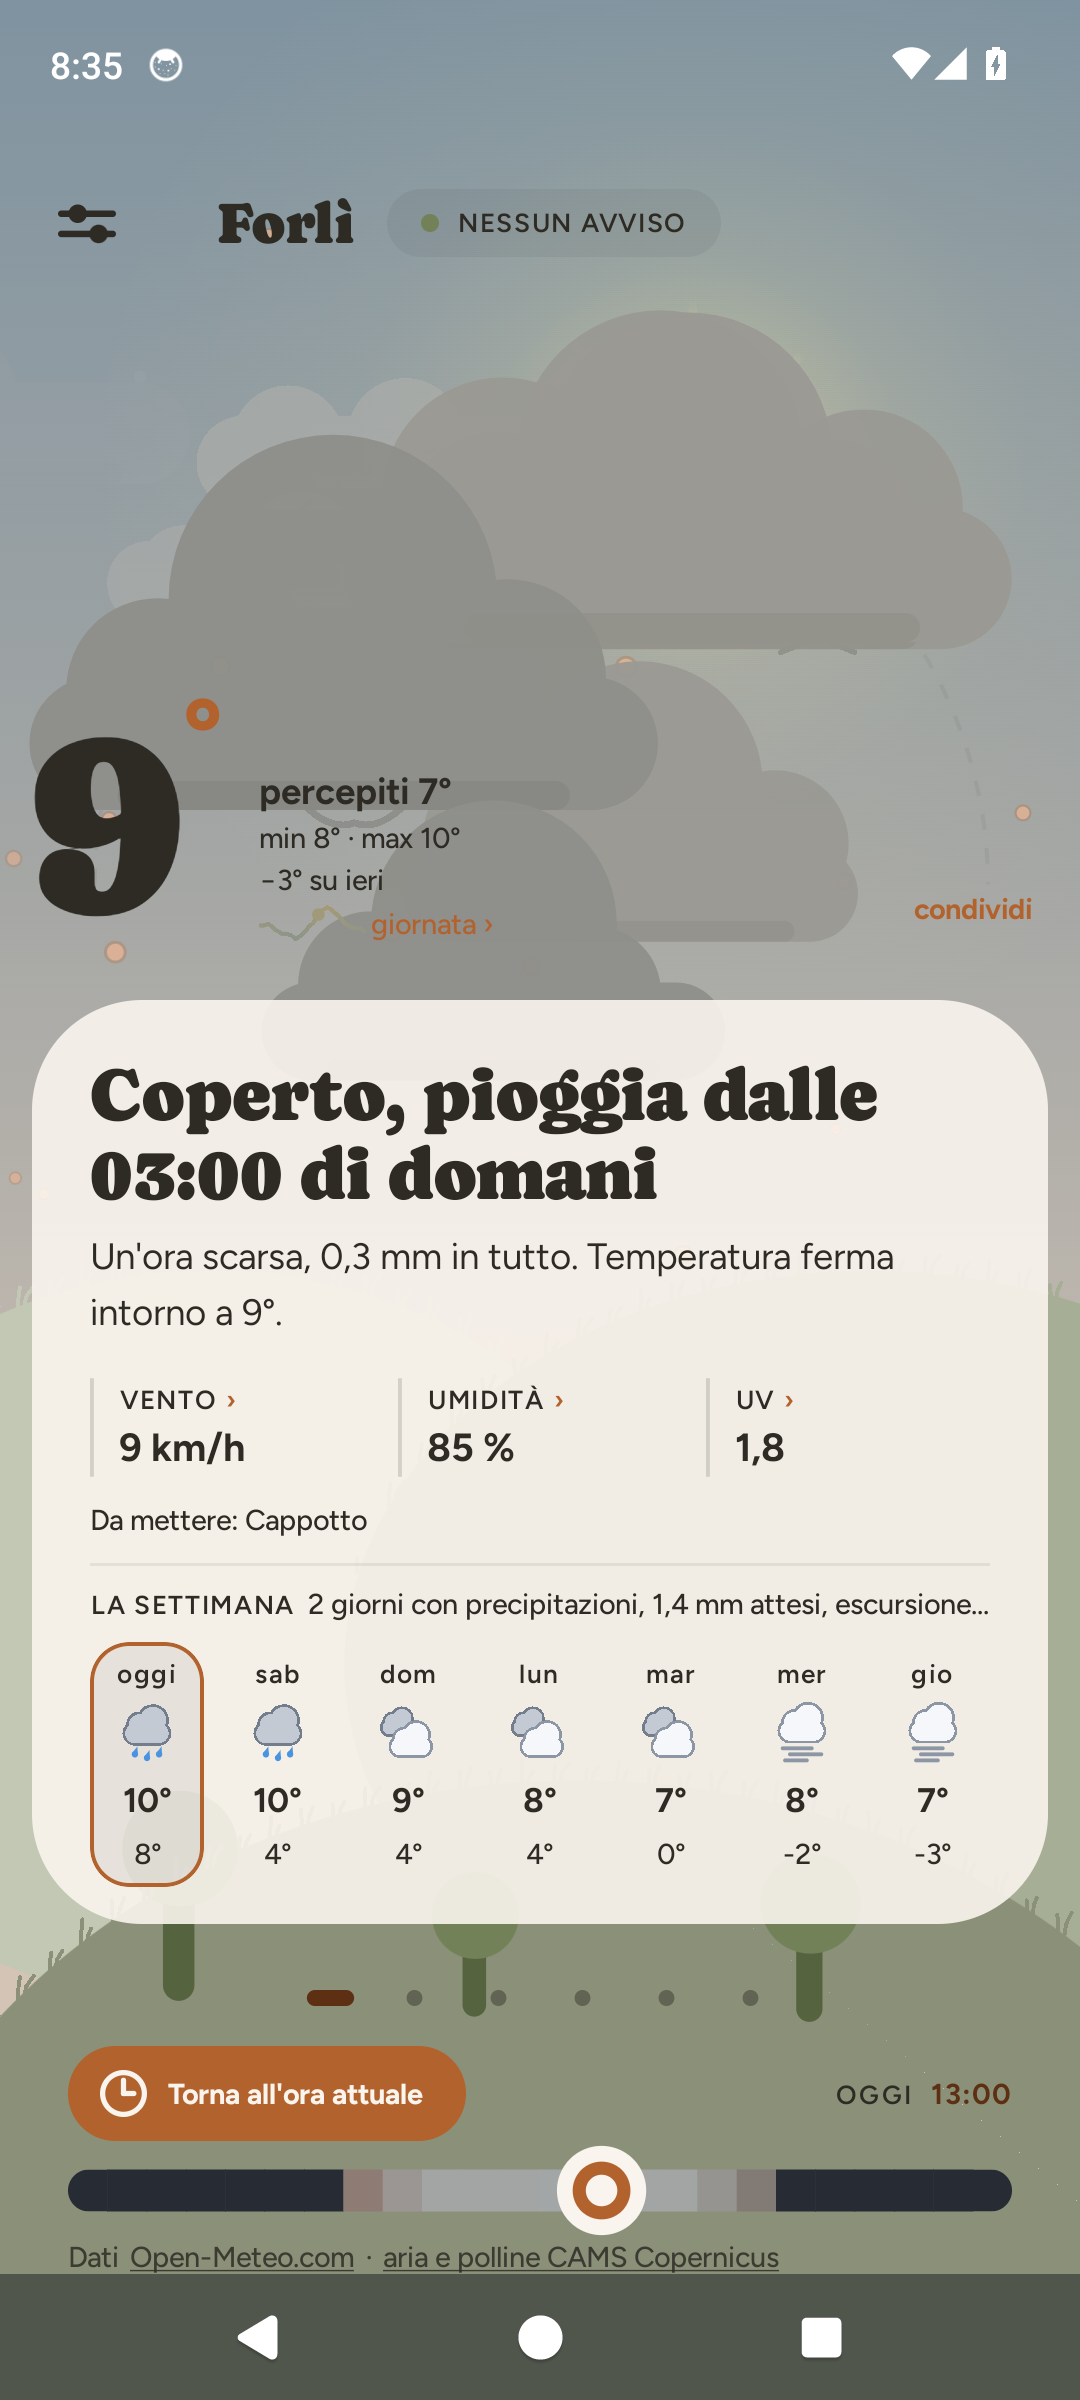 8:35
Forlì
NESSUN AVVISO
9
percepiti 7°
min 8° · max 10°
−3° su ieri
giornata ›
condividi
Coperto, pioggia dalle
03:00 di domani
Un'ora scarsa, 0,3 mm in tutto. Temperatura ferma
intorno a 9°.
VENTO › UMIDITÀ › UV ›
9 km/h 85 % 1,8
Da mettere: Cappotto
LA SETTIMANA 2 giorni con precipitazioni, 1,4 mm attesi, escursione...
oggi sab dom lun mar mer gio
10° 10° 9° 8° 7° 8° 7°
8° 4° 4° 4° 0° -2° -3°
Torna all'ora attuale
OGGI 13:00
Dati Open-Meteo.com · aria e polline CAMS Copernicus